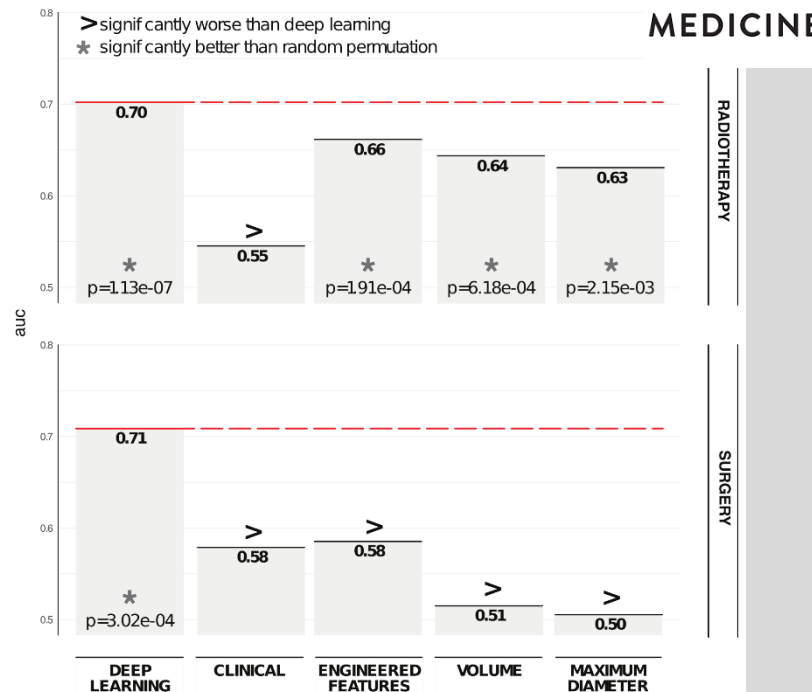 0.8
> signif cantly worse than deep learning
* signif cantly better than random permutation
MEDICINE
0.7
0.70
0.66
0.64
0.63
0.6
>
0.55
* * * *
0.5
p=1.13e-07
p=1.91e-04
p=6.18e-04
p=2.15e-03
RADIOTHERAPY
auc
0.8
0.7
0.71
0.6
> >
0.58
0.58
> >
0.51
0.50
*
0.5
p=3.02e-04
SURGERY
DEEP
LEARNING
CLINICAL
ENGINEERED
FEATURES
VOLUME
MAXIMUM
DIAMETER